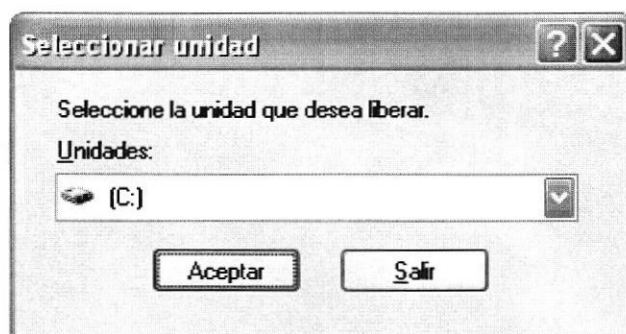 Seleccionar unidad
Seleccione la unidad que desea liberar.
Unidades:
(C:)
Aceptar
Salir